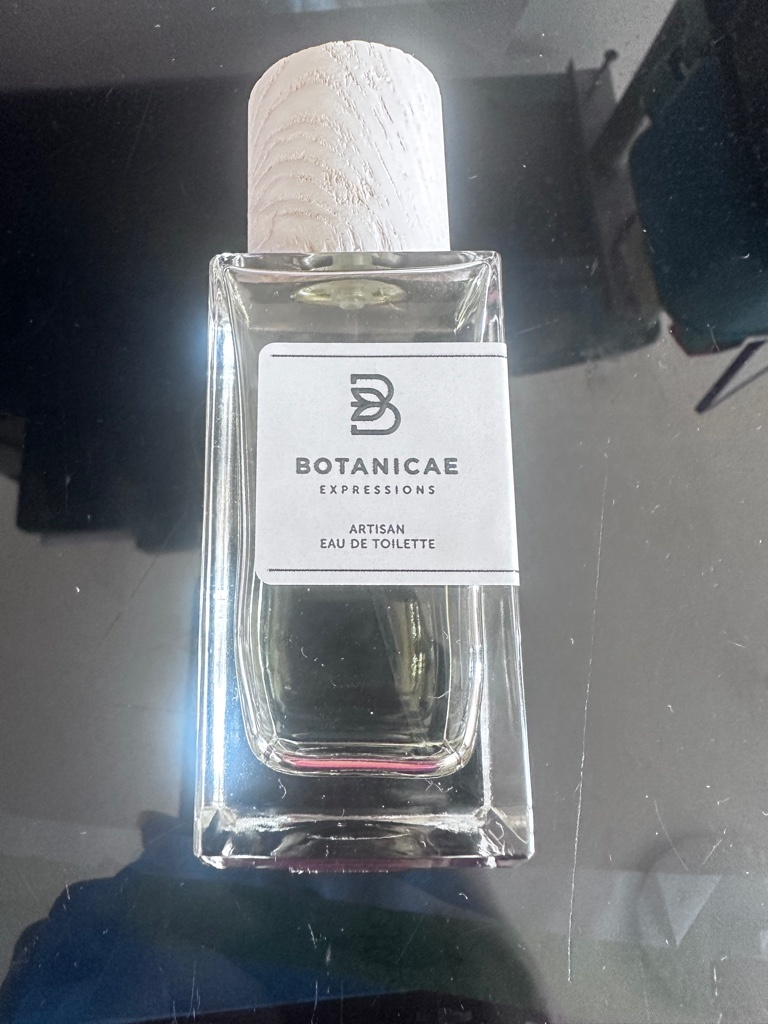 BOTANICAE
EXPRESSIONS
ARTISAN
EAU DE TOILETTE